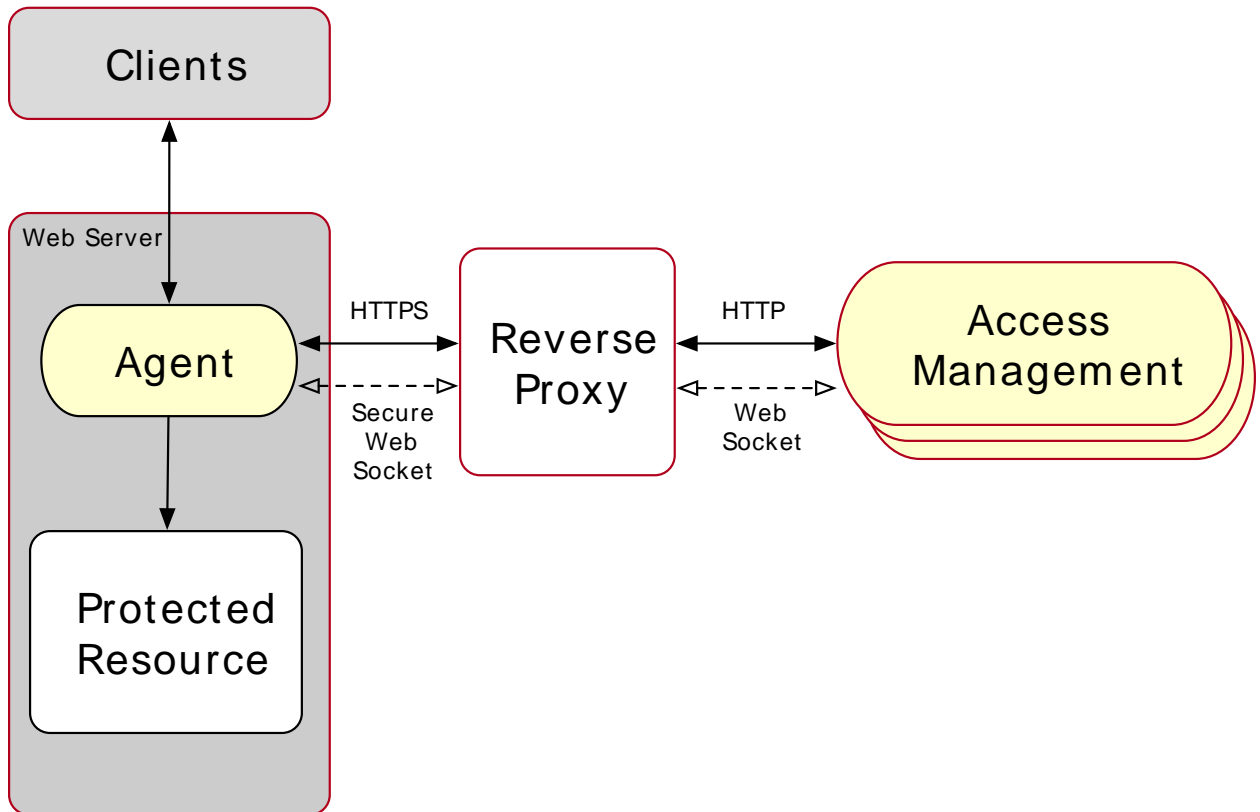 Clients
Web Server
Agent
HTTPS
Secure
Web
Socket
Reverse
Proxy
HTTP
Web
Socket
Access
Management
Protected
Resource